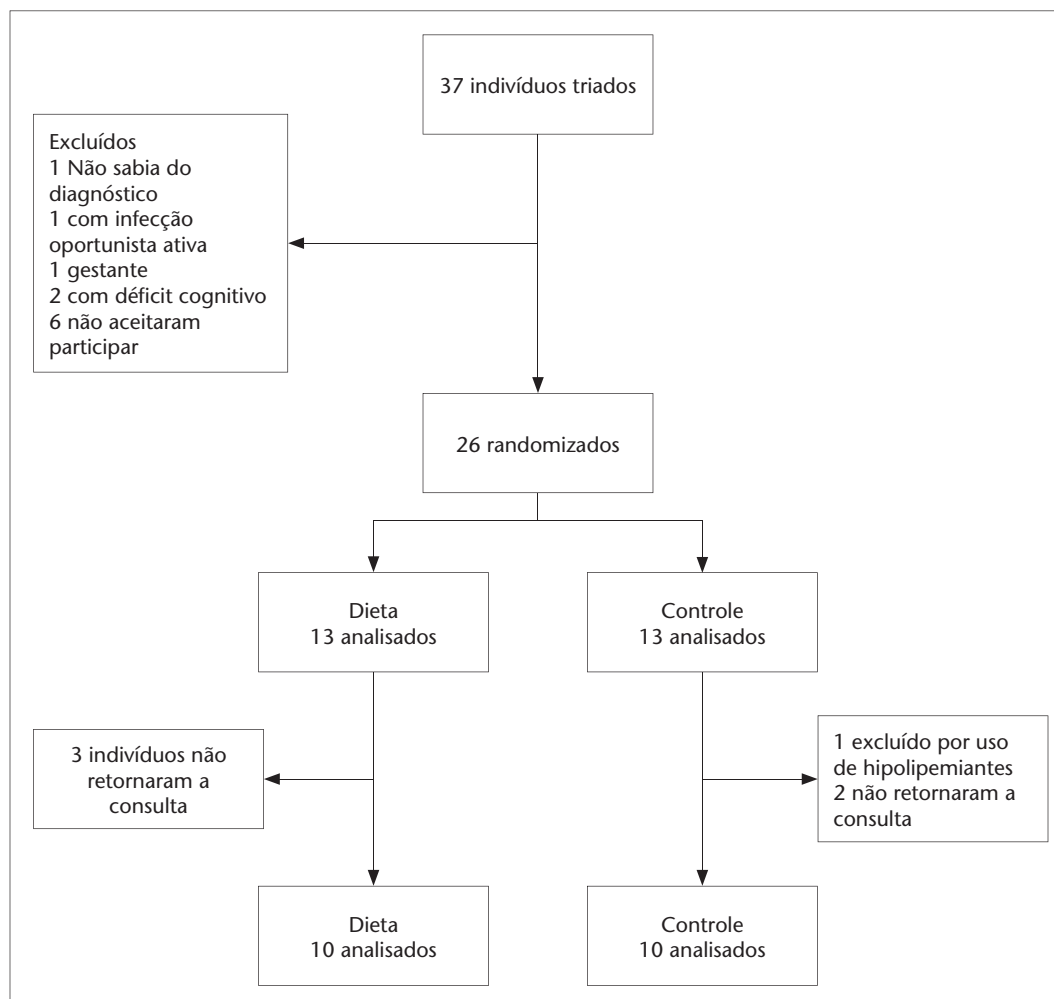 37 indivíduos triados
Excluídos
1 Não sabia do
diagnóstico
1 com infecção
oportunista ativa
1 gestante
2 com déficit cognitivo
6 não aceitaram
participar
26 randomizados
Dieta
13 analisados
Controle
13 analisados
3 indivíduos não
retornaram a
consulta
1 excluído por uso
de hipolipemiantes
2 não retornaram a
consulta
Dieta
10 analisados
Controle
10 analisados